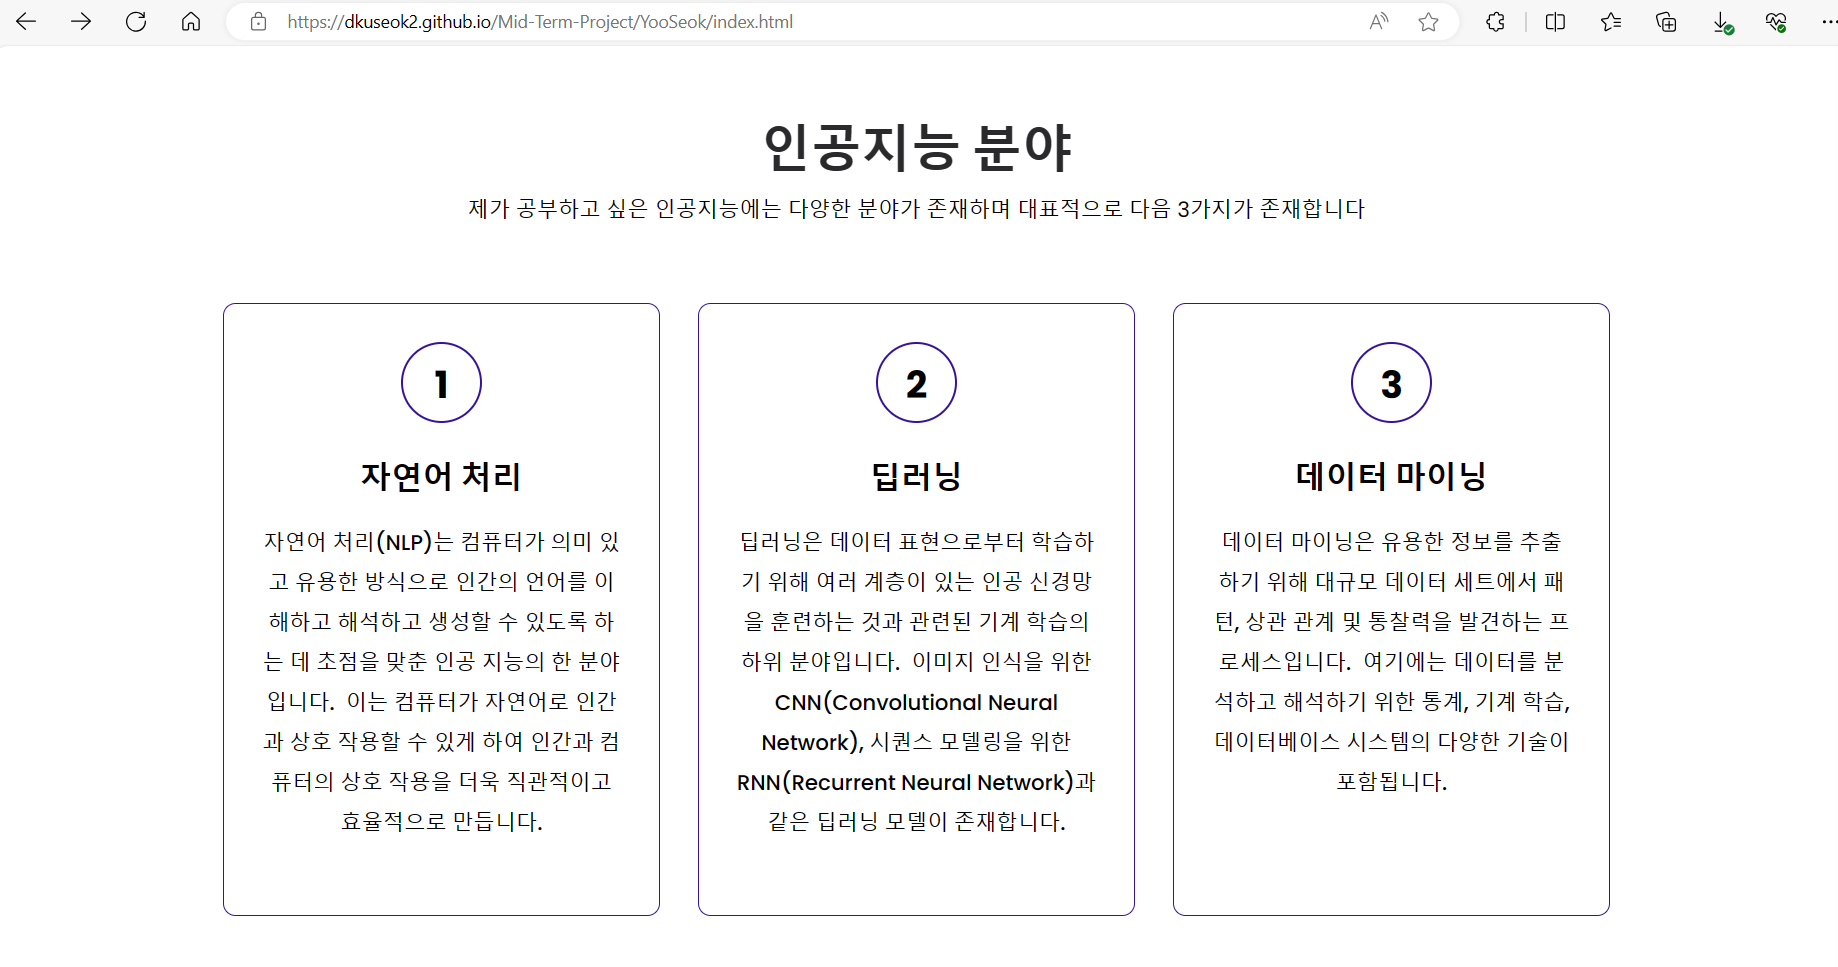 https://dkuseok2.github.io/Mid-Term-Project/YooSeok/index.html
인공지능 분야
제가 공부하고 싶은 인공지능에는 다양한 분야가 존재하며 대표적으로 다음 3가지가 존재합니다
1
자연어 처리
자연어 처리(NLP)는 컴퓨터가 의미 있
고 유용한 방식으로 인간의 언어를 이
해하고 해석하고 생성할 수 있도록 하
는 데 초점을 맞춘 인공 지능의 한 분야
입니다. 이는 컴퓨터가 자연어로 인간
과 상호 작용할 수 있게 하여 인간과 컴
퓨터의 상호 작용을 더욱 직관적이고
효율적으로 만듭니다.
2
딥러닝
딥러닝은 데이터 표현으로부터 학습하
기 위해 여러 계층이 있는 인공 신경망
을 훈련하는 것과 관련된 기계 학습의
하위 분야입니다. 이미지 인식을 위한
CNN(Convolutional Neural
Network), 시퀀스 모델링을 위한
RNN(Recurrent Neural Network)과
같은 딥러닝 모델이 존재합니다.
3
데이터 마이닝
데이터 마이닝은 유용한 정보를 추출
하기 위해 대규모 데이터 세트에서 패
턴, 상관 관계 및 통찰력을 발견하는 프
로세스입니다. 여기에는 데이터를 분
석하고 해석하기 위한 통계, 기계 학습,
데이터베이스 시스템의 다양한 기술이
포함됩니다.